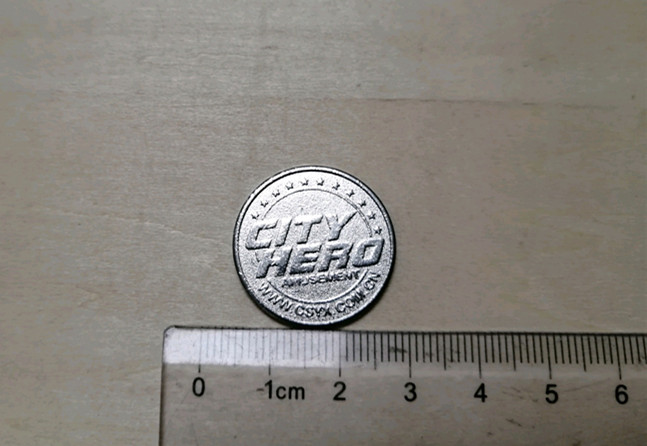 CITY
HERO
AMUSEMENT
WWW.CSYX.COM.CN
0 1cm 2 3 4 5 6